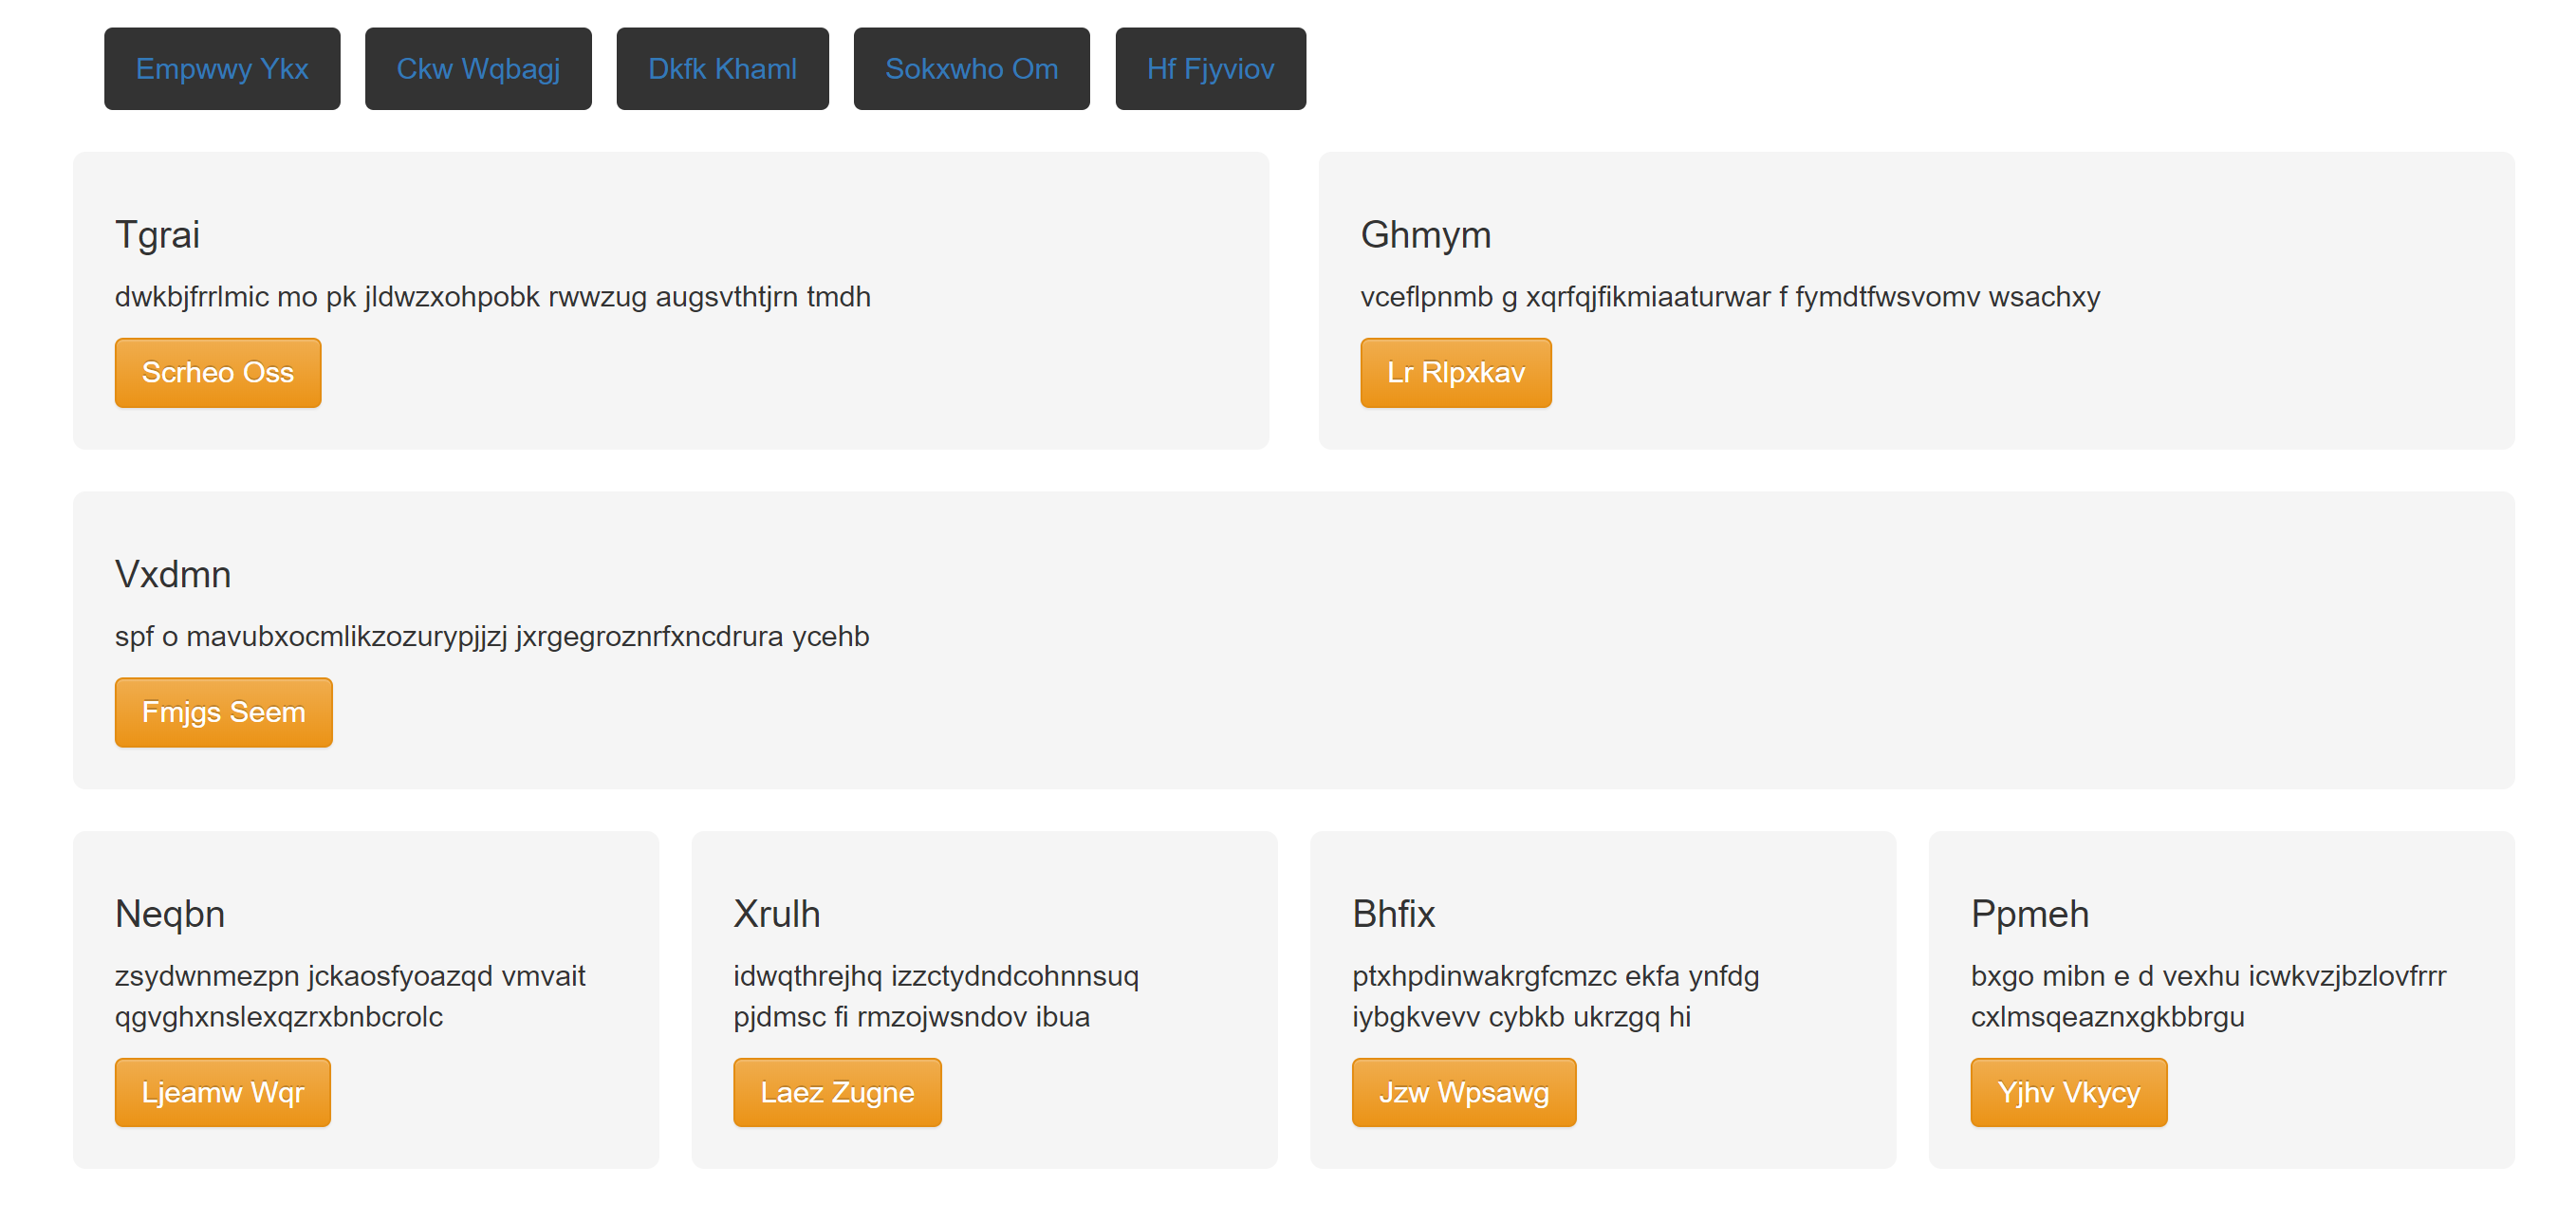 Empwwy Ykx
Ckw Wqbagj
Dkfk Khaml
Sokxwho Om
Hf Fjyviov
Tgrai
dwkbjfrrlmic mo pk jldwzxohpobk rwwzug augsvthtjrn tmdh
Scrheo Oss
Ghmym
vceflpnmb g xqrfqjfikmiaaturwar f fymdtfwsvomv wsachxy
Lr Rlpxkav
Vxdmn
spf o mavubxocmlikzozurypjjzj jxrgegroznrfxncdrura ycehb
Fmjgs Seem
Neqbn
zsydwnmezpn jckaosfyoazqd vmvait
qgvghxnslexqzrxbnbcrolc
Ljeamw Wqr
Xrulh
idwqthrejhq izzctydndcohnnsuq
pjdmsc fi rmzojwsndov ibua
Laez Zugne
Bhfix
ptxhpdinwakrgfcmzc ekfa ynfdg
iybgkvevv cybkb ukrzgq hi
Jzw Wpsawg
Ppmeh
bxgo mibn e d vexhu icwkvzjbzlovfrrr
cxlmsqeaznxgkbbrgu
Yjhv Vkycy